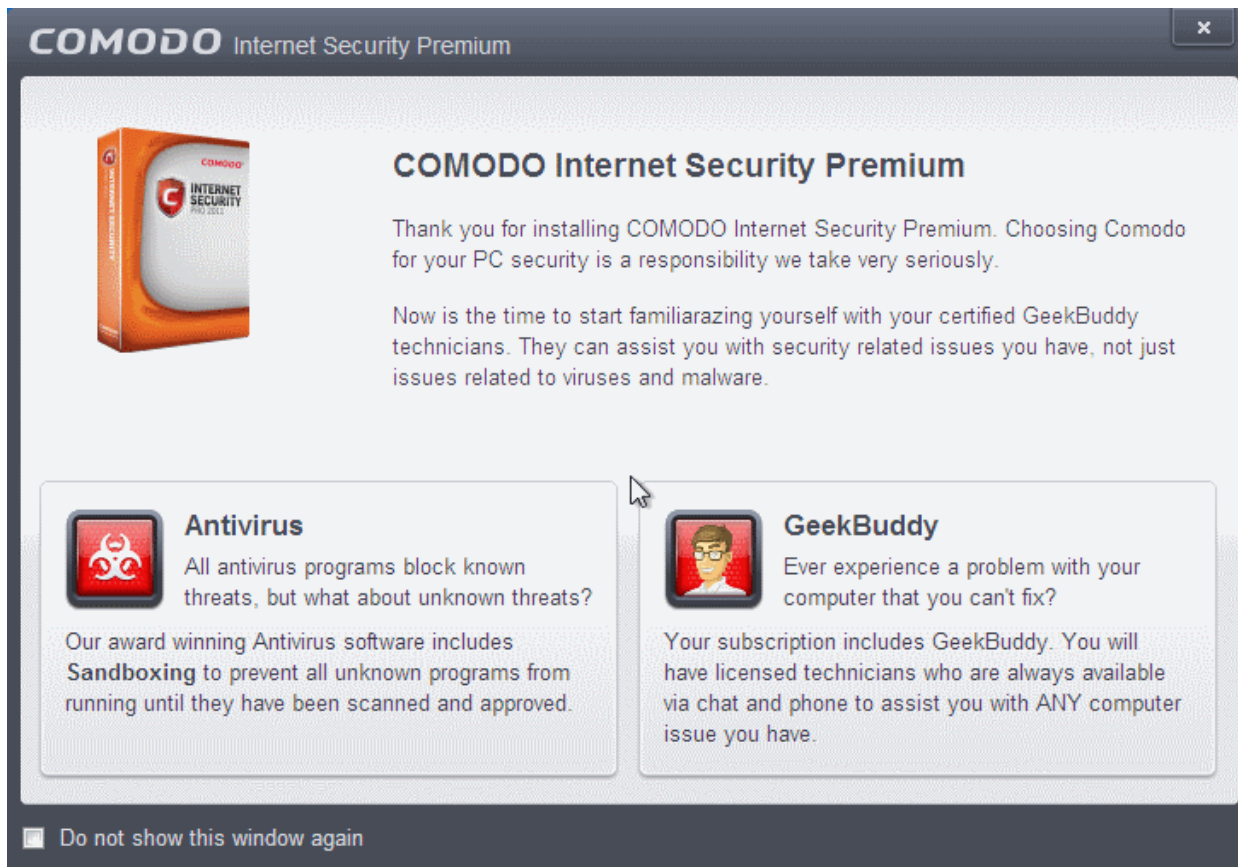 COMODO Internet Security Premium
COMODO
INTERNET
SECURITY
PRO 2011
COMODO Internet Security Premium
Thank you for installing COMODO Internet Security Premium. Choosing Comodo
for your PC security is a responsibility we take very seriously.
Now is the time to start familiarazing yourself with your certified GeekBuddy
technicians. They can assist you with security related issues you have, not just
issues related to viruses and malware.
Antivirus
All antivirus programs block known
threats, but what about unknown threats?
Our award winning Antivirus software includes
Sandboxing to prevent all unknown programs from
running until they have been scanned and approved.
GeekBuddy
Ever experience a problem with your
computer that you can't fix?
Your subscription includes GeekBuddy. You will
have licensed technicians who are always available
via chat and phone to assist you with ANY computer
issue you have.
Do not show this window again